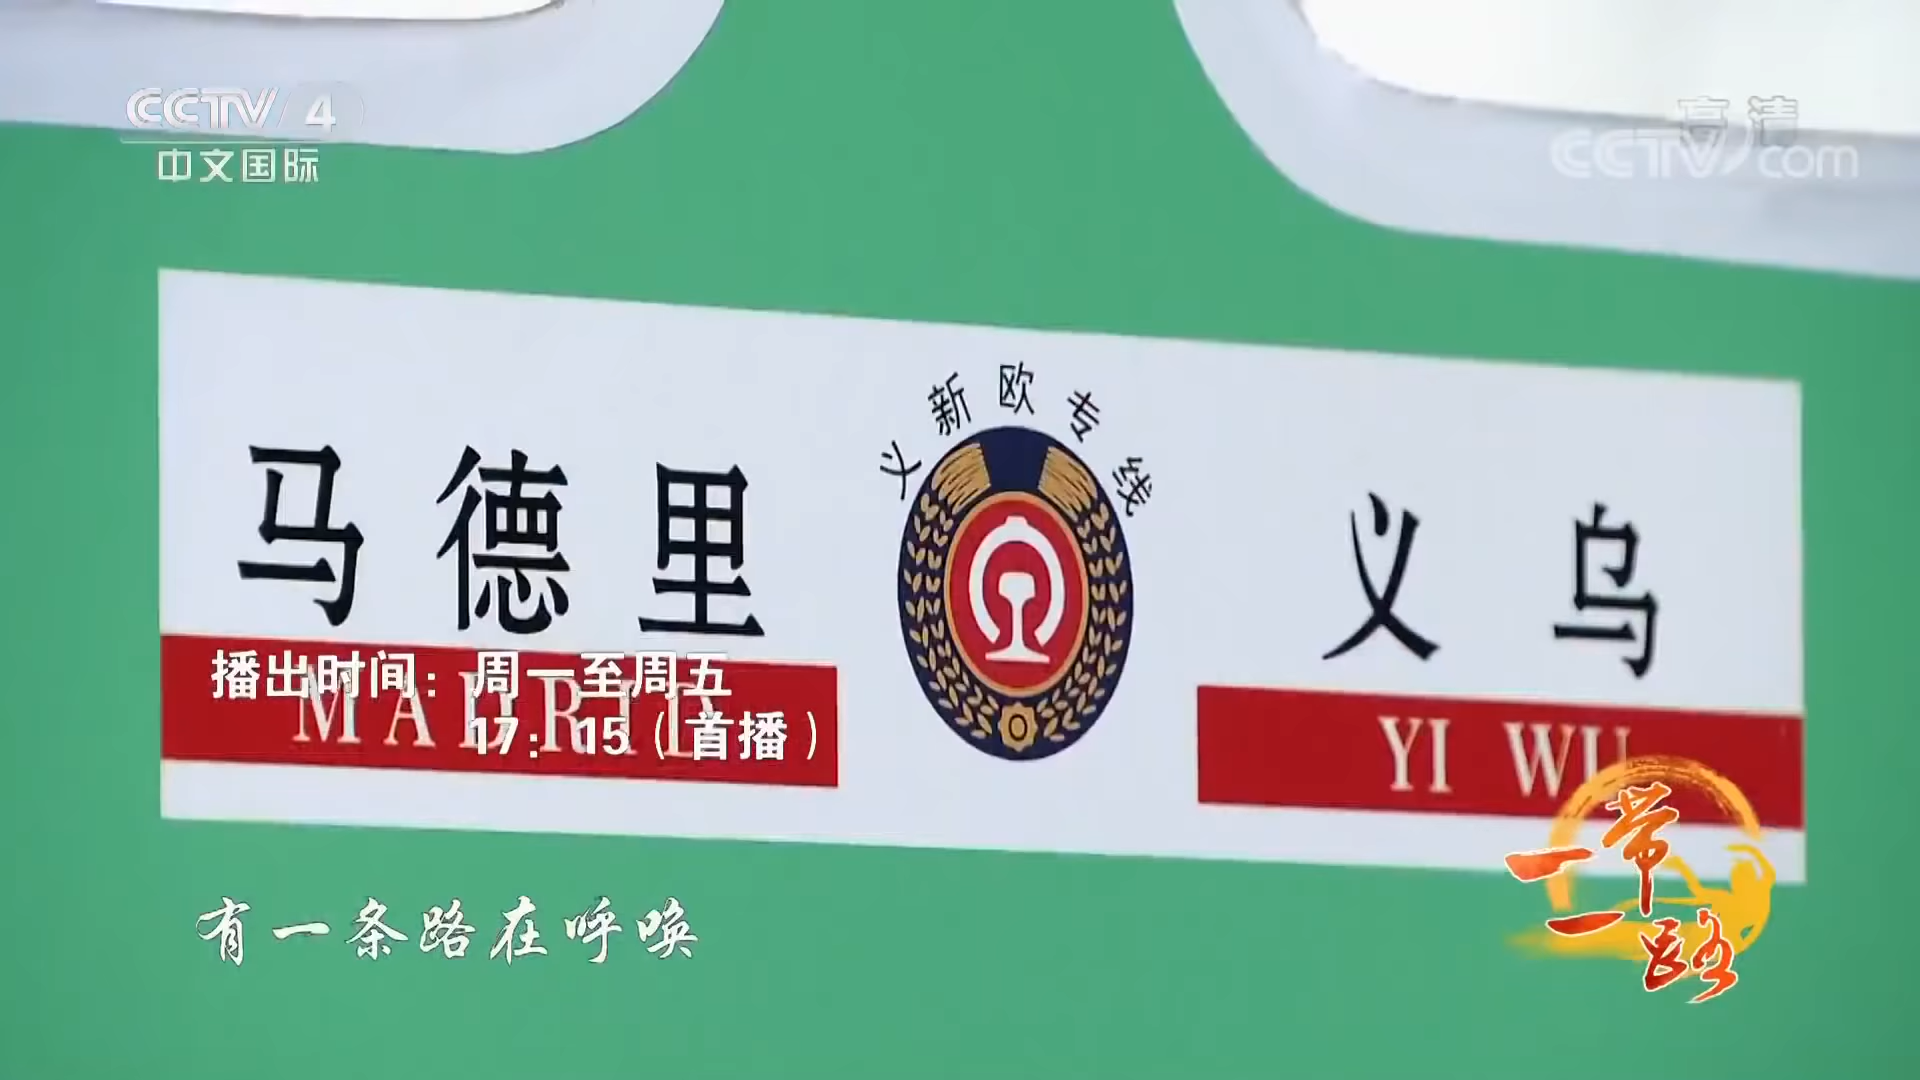 CCTV 4
中文国际
高清
CCTV.com
义新欧专线
马德里
义乌
MADRID
YI WU
播出时间：周一至周五
17：15（首播）
一带一路
有一条路在呼唤